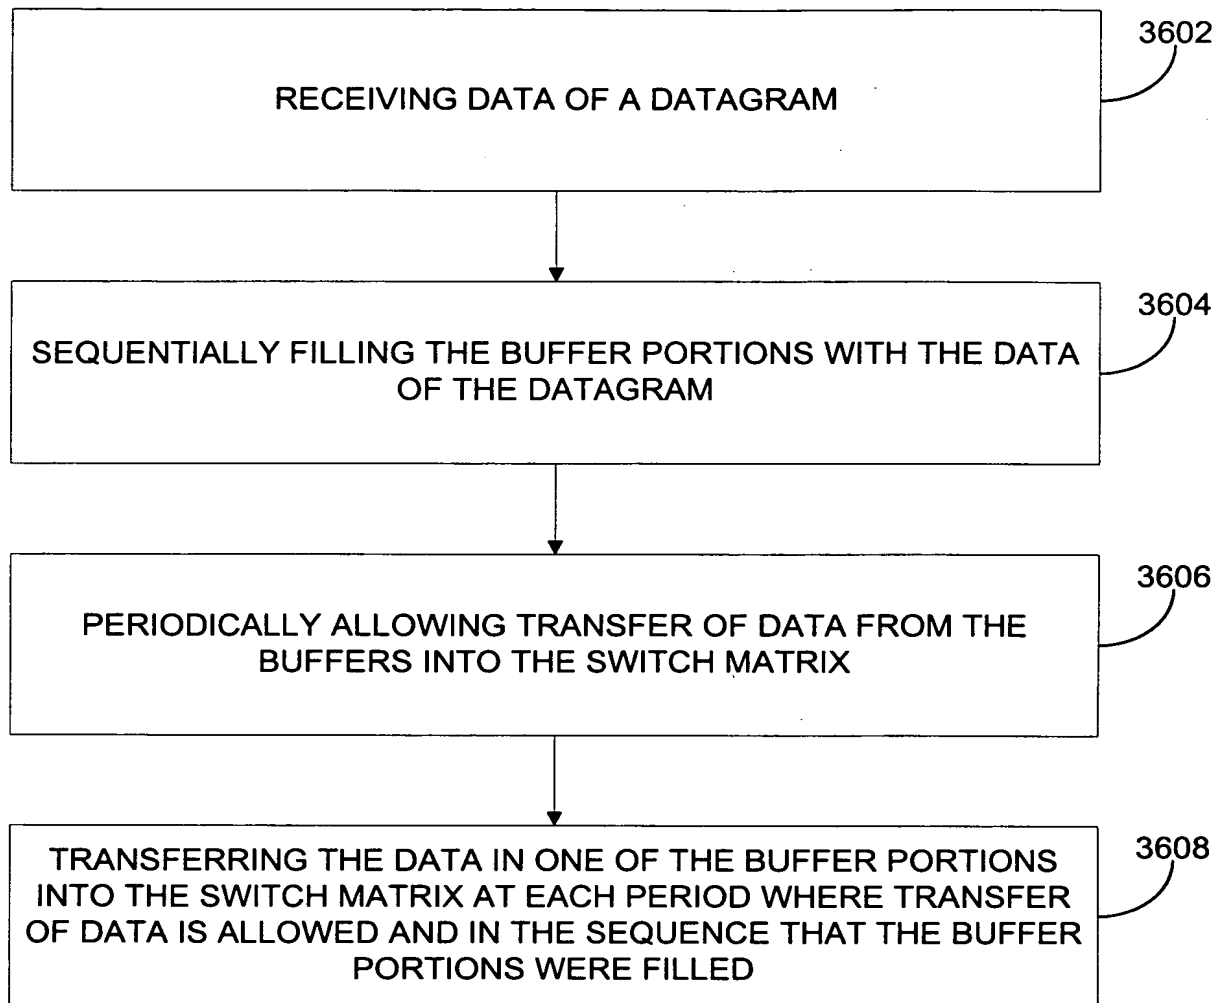 3602
RECEIVING DATA OF A DATAGRAM
3604
SEQUENTIALLY FILLING THE BUFFER PORTIONS WITH THE DATA
OF THE DATAGRAM
3606
PERIODICALLY ALLOWING TRANSFER OF DATA FROM THE
BUFFERS INTO THE SWITCH MATRIX
3608
TRANSFERRING THE DATA IN ONE OF THE BUFFER PORTIONS
INTO THE SWITCH MATRIX AT EACH PERIOD WHERE TRANSFER
OF DATA IS ALLOWED AND IN THE SEQUENCE THAT THE BUFFER
PORTIONS WERE FILLED